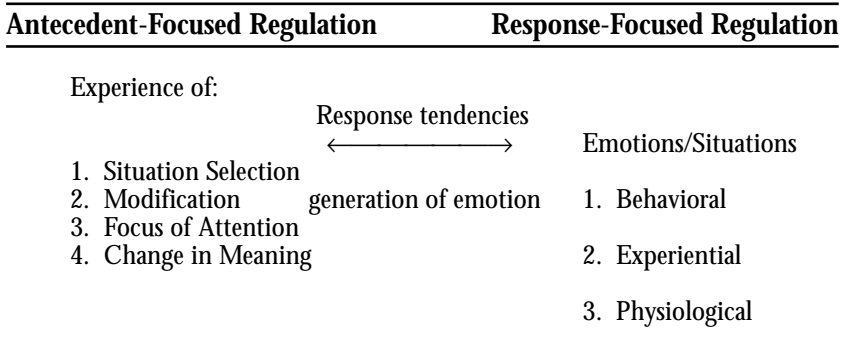 Antecedent-Focused Regulation Response-Focused Regulation
Experience of:
Response tendencies
←――――→ Emotions/Situations
1. Situation Selection
2. Modification generation of emotion 1. Behavioral
3. Focus of Attention
4. Change in Meaning 2. Experiential
3. Physiological